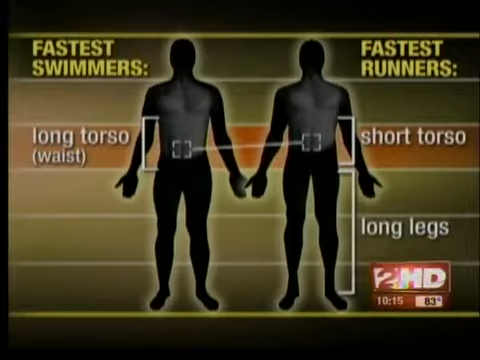 FASTEST
SWIMMERS:
FASTEST
RUNNERS:
long torso
(waist)
short torso
long legs
2HD
10:15 83°